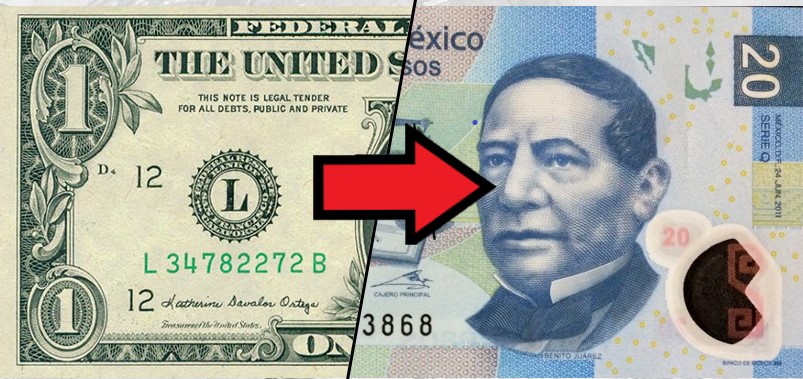 FEDERAL
THE UNITED S
THIS NOTE IS LEGAL TENDER
FOR ALL DEBTS, PUBLIC AND PRIVATE
1
D4
12
L
L 34782272 B
12
Katherine Davalos Ortega
Treasurer of the United States.
1
ON
éxico
sos
20
MÉXICO, D.F. 24 JUN. 2011
SERIE Q
20
CAJERO PRINCIPAL
3868
BENITO JUÁREZ
BANCO DE MÉXICO